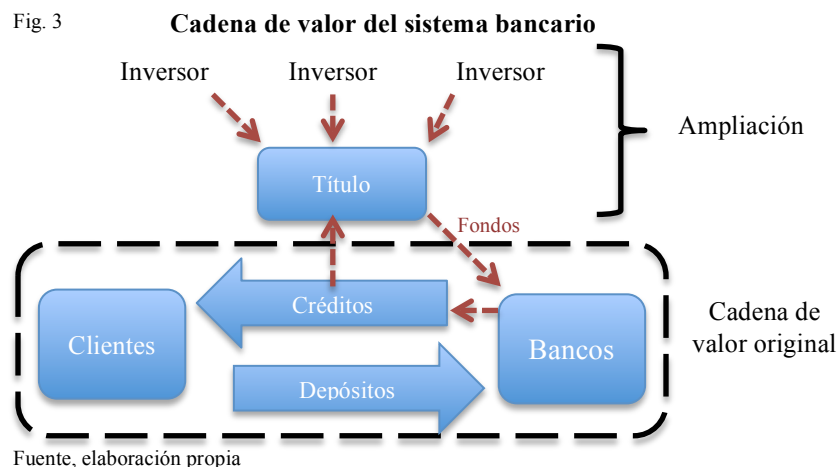 Fig. 3
Cadena de valor del sistema bancario
Inversor Inversor Inversor
Ampliación
Título
Fondos
Créditos
Clientes
Bancos
Cadena de
valor original
Depósitos
Fuente, elaboración propia